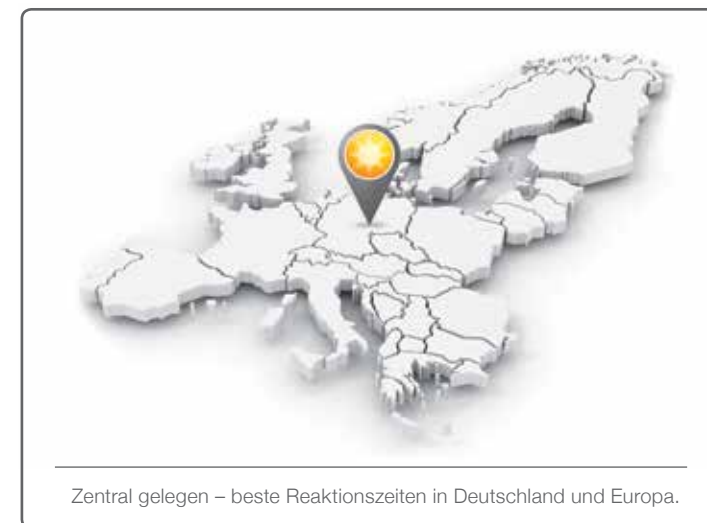 Zentral gelegen – beste Reaktionszeiten in Deutschland und Europa.